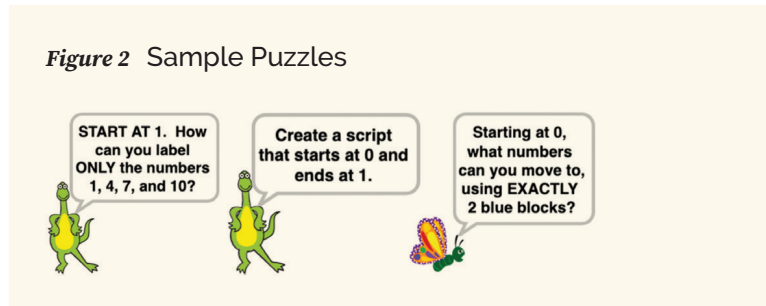 Figure 2 Sample Puzzles
START AT 1. How
can you label
ONLY the numbers
1, 4, 7, and 10?
Create a script
that starts at 0 and
ends at 1.
Starting at 0,
what numbers
can you move to,
using EXACTLY
2 blue blocks?